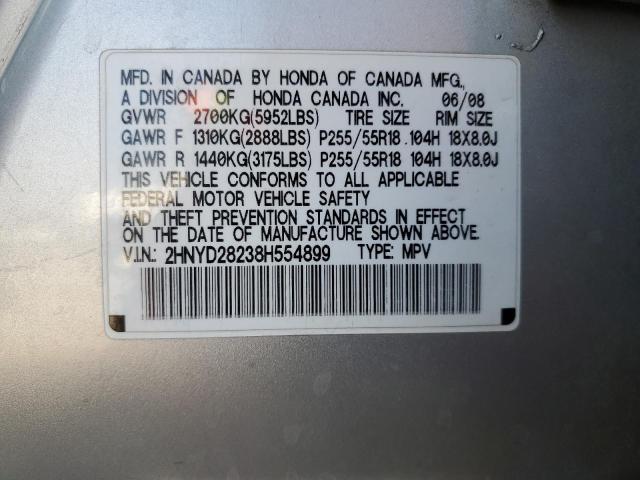 MFD. IN CANADA BY HONDA OF CANADA MFG.,
A DIVISION OF HONDA CANADA INC. 06/08
GVWR 2700KG(5952LBS) TIRE SIZE RIM SIZE
GAWR F 1310KG(2888LBS) P255/55R18 104H 18X8.0J
GAWR R 1440KG(3175LBS) P255/55R18 104H 18X8.0J
THIS VEHICLE CONFORMS TO ALL APPLICABLE
FEDERAL MOTOR VEHICLE SAFETY
AND THEFT PREVENTION STANDARDS IN EFFECT
ON THE DATE OF MANUFACTURE SHOWN ABOVE.
V.I.N.: 2HNYD28238H554899 TYPE: MPV